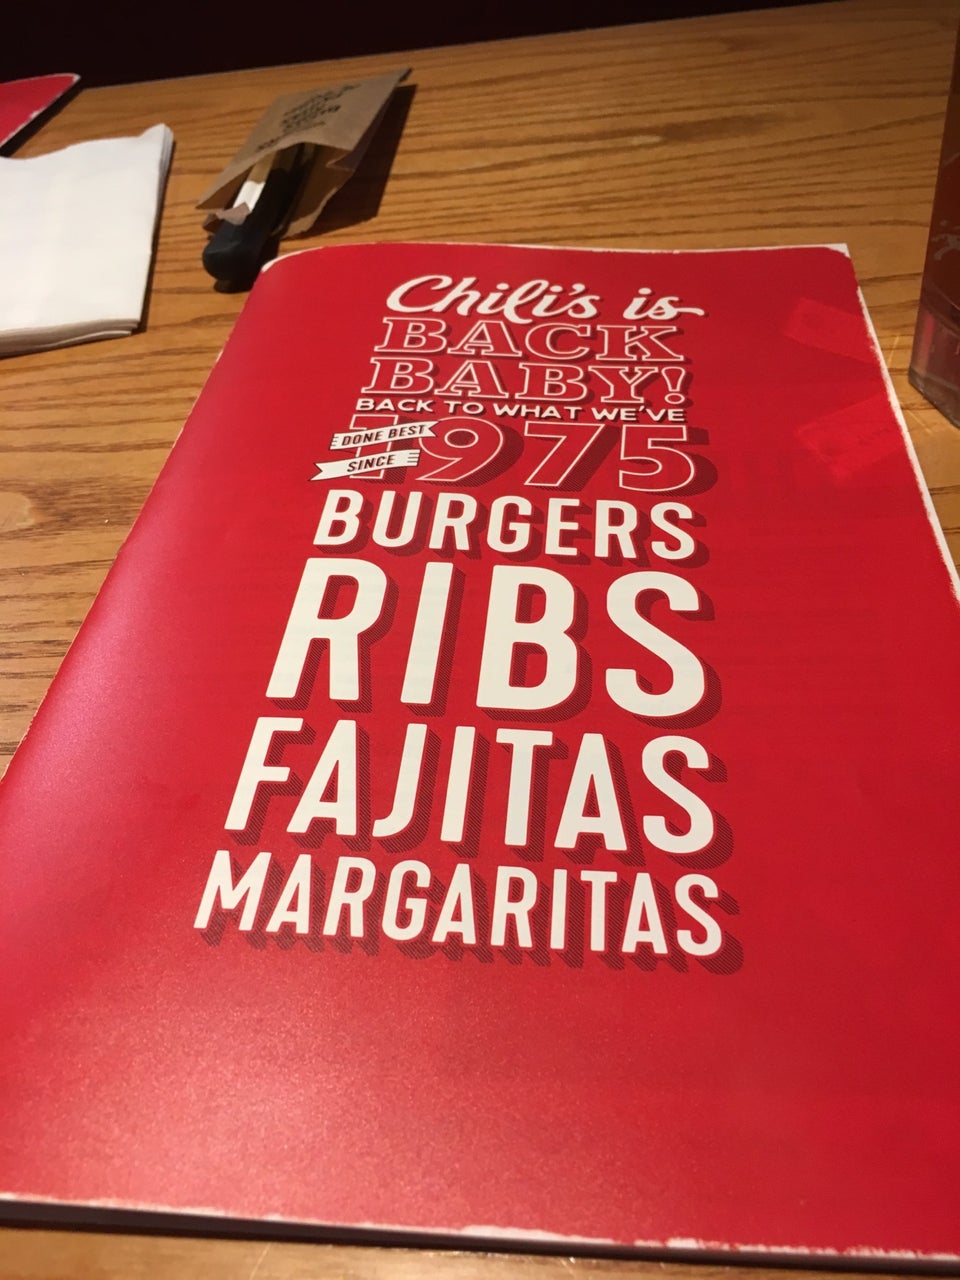 Chili's is
BACK
BABY!
BACK TO WHAT WE'VE
DONE BEST
SINCE
1975
BURGERS
RIBS
FAJITAS
MARGARITAS